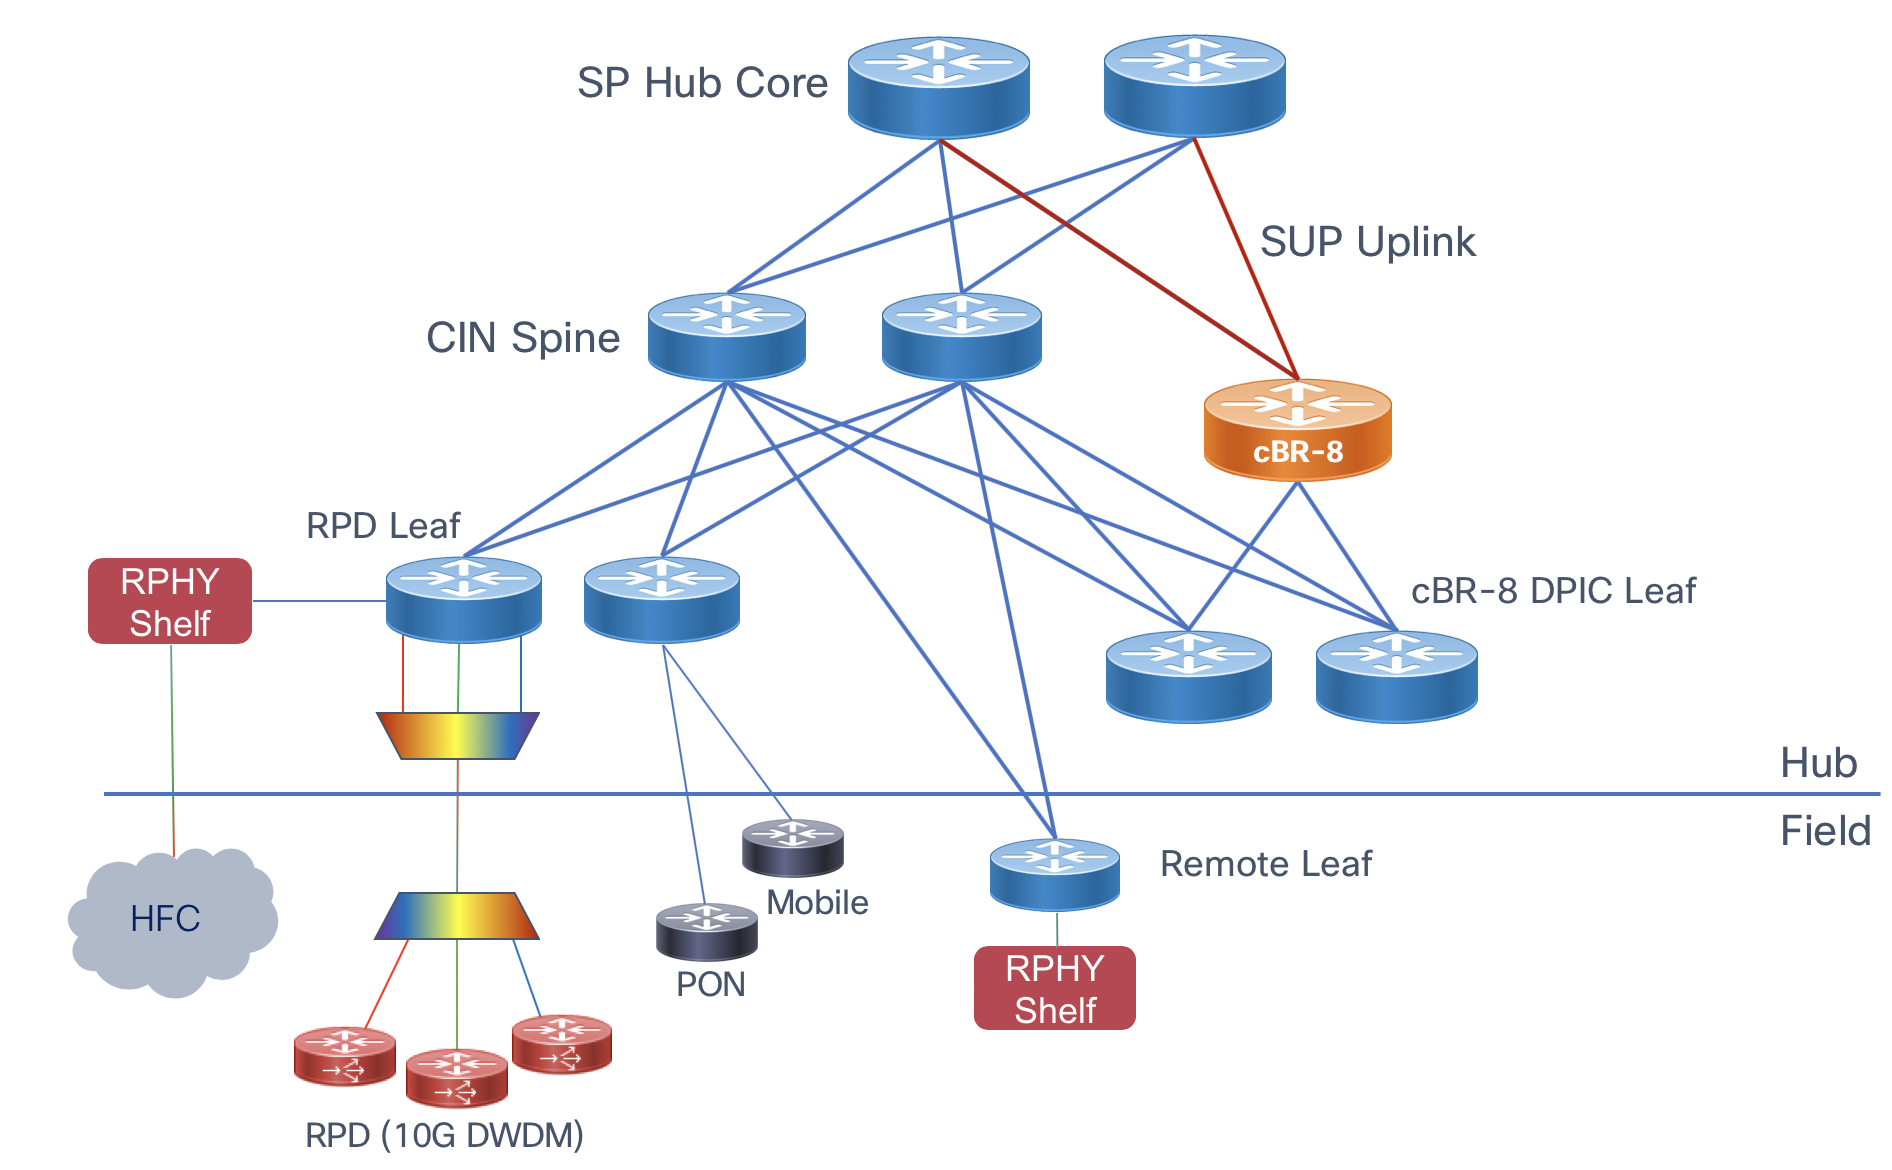 SP Hub Core
SUP Uplink
CIN Spine
cBR-8
RPD Leaf
RPHY
Shelf
cBR-8 DPIC Leaf
Hub
Field
Remote Leaf
Mobile
HFC
PON
RPHY
Shelf
RPD (10G DWDM)